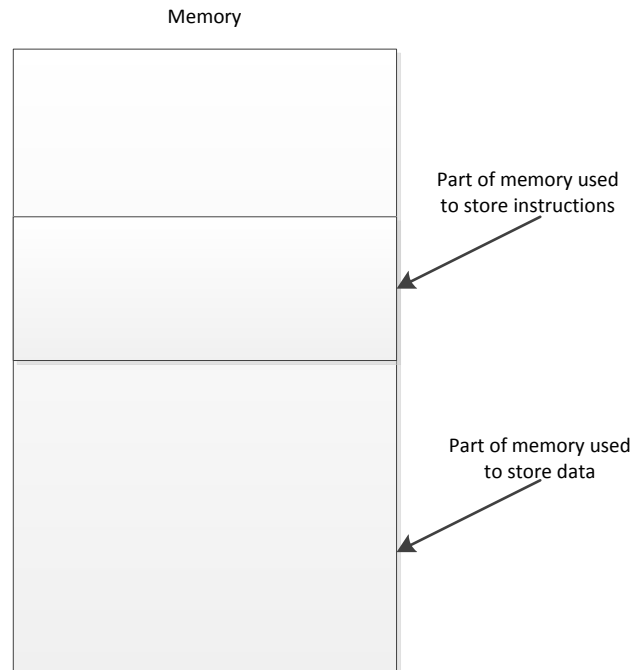 Memory
Part of memory used
to store instructions
Part of memory used
to store data